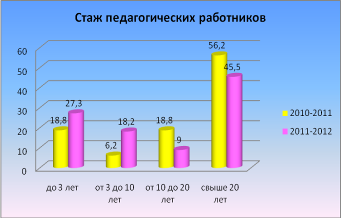 Стаж педагогических работников
60
50
40
30
20
10
0
18,8
27,3
6,2
18,2
18,8
9
56,2
45,5
до 3 лет
от 3 до 10
лет
от 10 до 20
лет
свыше 20
лет
2010-2011
2011-2012